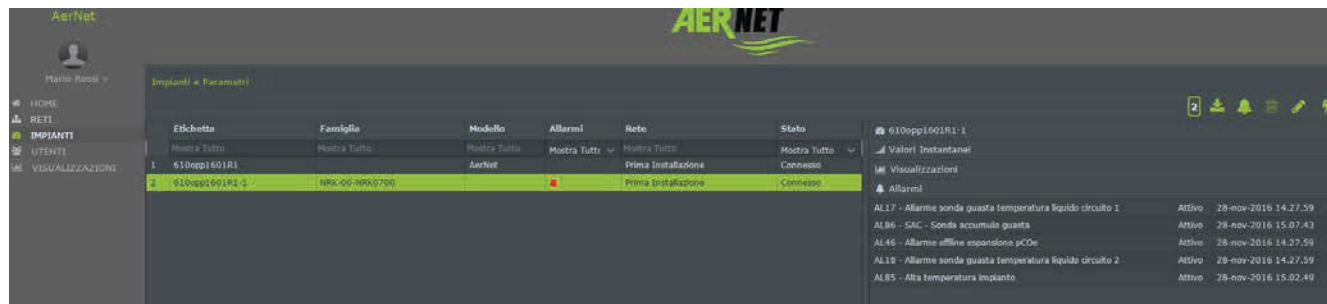 AerNet
AERNET
Mario Rossi
Impianti e Parametri
HOME
RETI
IMPIANTI
UTENTI
VISUALIZZAZIONI
2
Etichetta Famiglia Modello Allarmi Rete Stato
Mostra Tutto Mostra Tutto Mostra Tutto Mostra Tutt Mostra Tutto Mostra Tutto
1 610opp1601R1 AerNet Prima Installazione Connesso
2 610opp1601R1-1 NRK-00-NRK0700 Prima Installazione Connesso
610opp1601R1-1
Valori Instantanei
Visualizzazioni
Allarmi
AL17 - Allarme sonda guasta temperatura liquido circuito 1 Attivo 28-nov-2016 14.27.59
AL86 - SAC - Sonda accumulo guasta Attivo 28-nov-2016 15.07.43
AL46 - Allarme offline espansione pCOe Attivo 28-nov-2016 14.27.59
AL18 - Allarme sonda guasta temperatura liquido circuito 2 Attivo 28-nov-2016 14.27.59
AL85 - Alta temperatura impianto Attivo 28-nov-2016 15.02.49